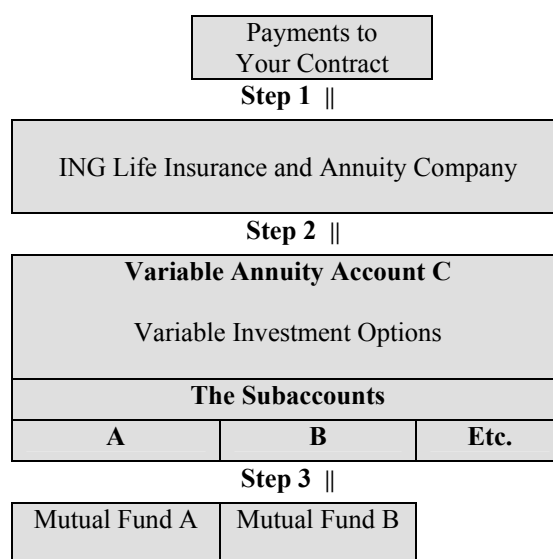 Payments to
Your Contract
Step 1 ||
ING Life Insurance and Annuity Company
Step 2 ||
Variable Annuity Account C
Variable Investment Options
The Subaccounts
A B Etc.
Step 3 ||
Mutual Fund A Mutual Fund B